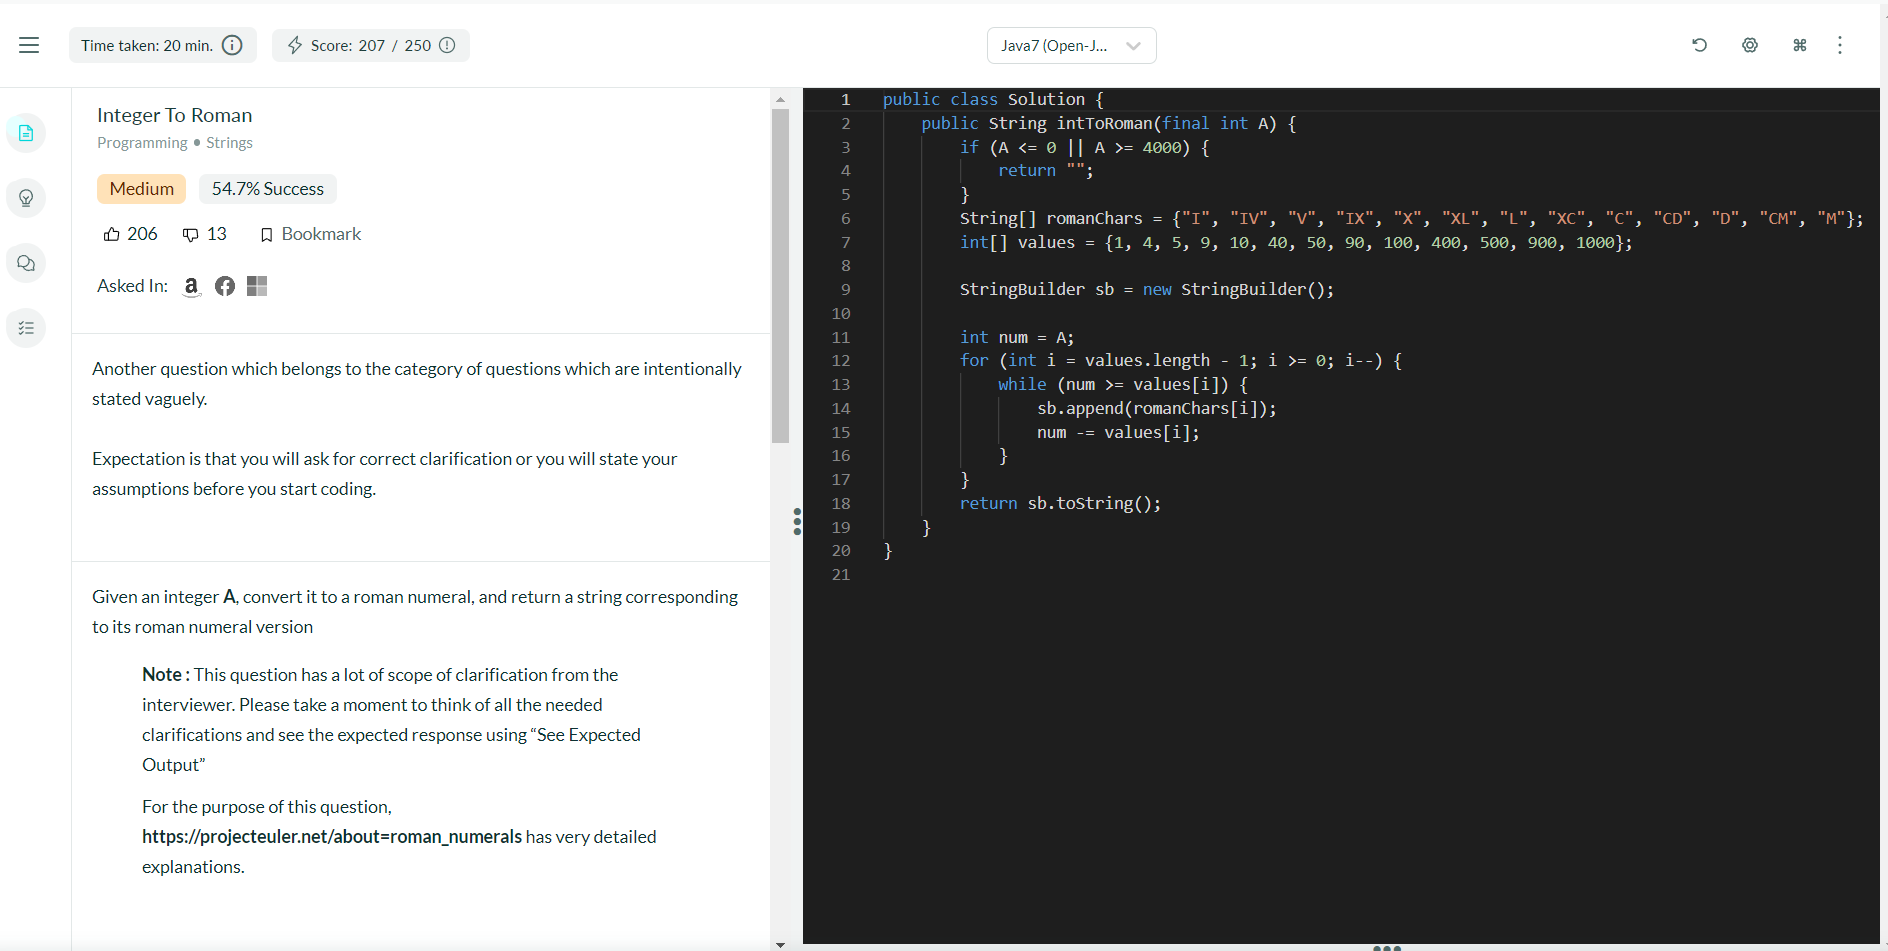 Time taken: 20 min.
Score: 207 / 250
Java7 (Open-J...
Integer To Roman
Programming • Strings
Medium
54.7% Success
206
13
Bookmark
Asked In:
Another question which belongs to the category of questions which are intentionally
stated vaguely.
Expectation is that you will ask for correct clarification or you will state your
assumptions before you start coding.
Given an integer A, convert it to a roman numeral, and return a string corresponding
to its roman numeral version
Note : This question has a lot of scope of clarification from the
interviewer. Please take a moment to think of all the needed
clarifications and see the expected response using “See Expected
Output”
For the purpose of this question,
https://projecteuler.net/about=roman_numerals has very detailed
explanations.
1 public class Solution {
2 public String intToRoman(final int A) {
3 if (A <= 0 || A >= 4000) {
4 return "";
5 }
6 String[] romanChars = {"I", "IV", "V", "IX", "X", "XL", "L", "XC", "C", "CD", "D", "CM", "M"};
7 int[] values = {1, 4, 5, 9, 10, 40, 50, 90, 100, 400, 500, 900, 1000};
8
9 StringBuilder sb = new StringBuilder();
10
11 int num = A;
12 for (int i = values.length - 1; i >= 0; i--) {
13 while (num >= values[i]) {
14 sb.append(romanChars[i]);
15 num -= values[i];
16 }
17 }
18 return sb.toString();
19 }
20 }
21